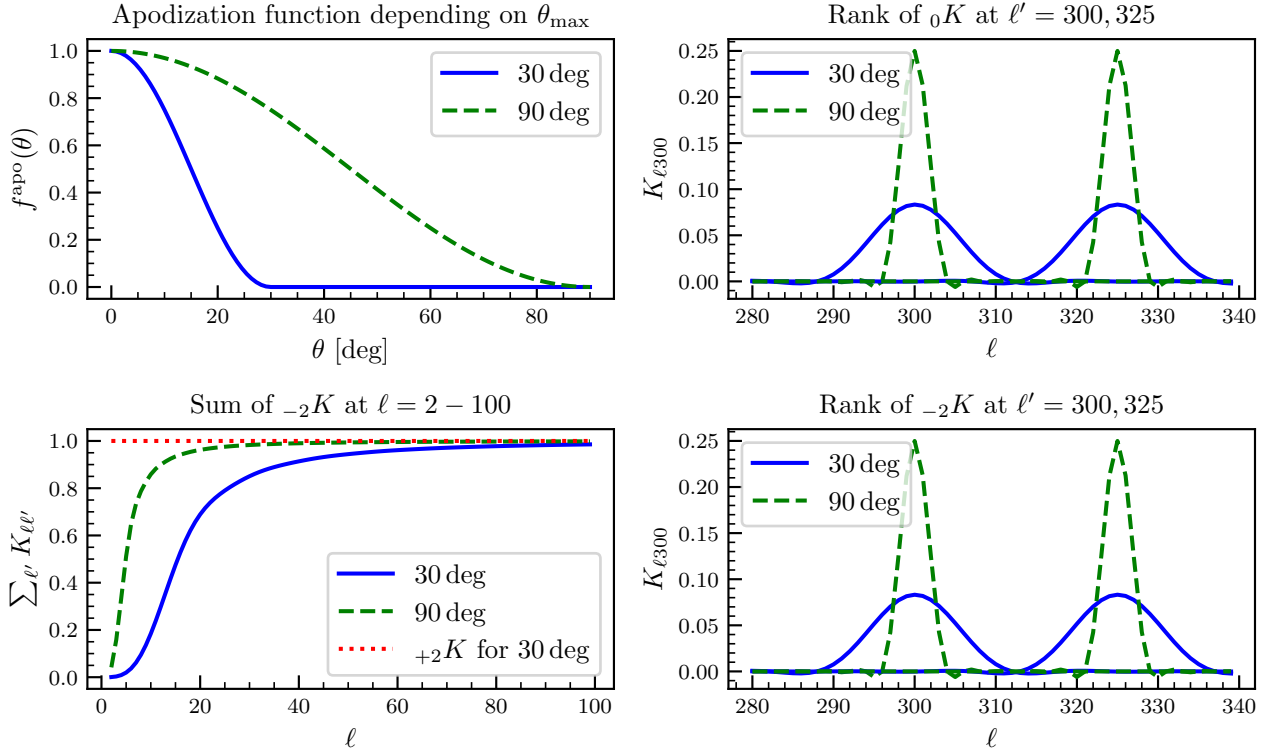 Apodization function depending on θ_max
1.0
0.8
0.6
0.4
0.2
0.0
f^apo(θ)
30 deg
90 deg
0 20 40 60 80
θ [deg]
Rank of ₀K at ℓ′ = 300, 325
0.25
0.20
0.15
0.10
0.05
0.00
K_ℓ300
30 deg
90 deg
280 290 300 310 320 330 340
ℓ
Sum of ₋₂K at ℓ = 2 − 100
1.0
0.8
0.6
0.4
0.2
0.0
∑_ℓ′ K_ℓℓ′
30 deg
90 deg
₊₂K for 30 deg
0 20 40 60 80 100
ℓ
Rank of ₋₂K at ℓ′ = 300, 325
0.25
0.20
0.15
0.10
0.05
0.00
K_ℓ300
30 deg
90 deg
280 290 300 310 320 330 340
ℓ